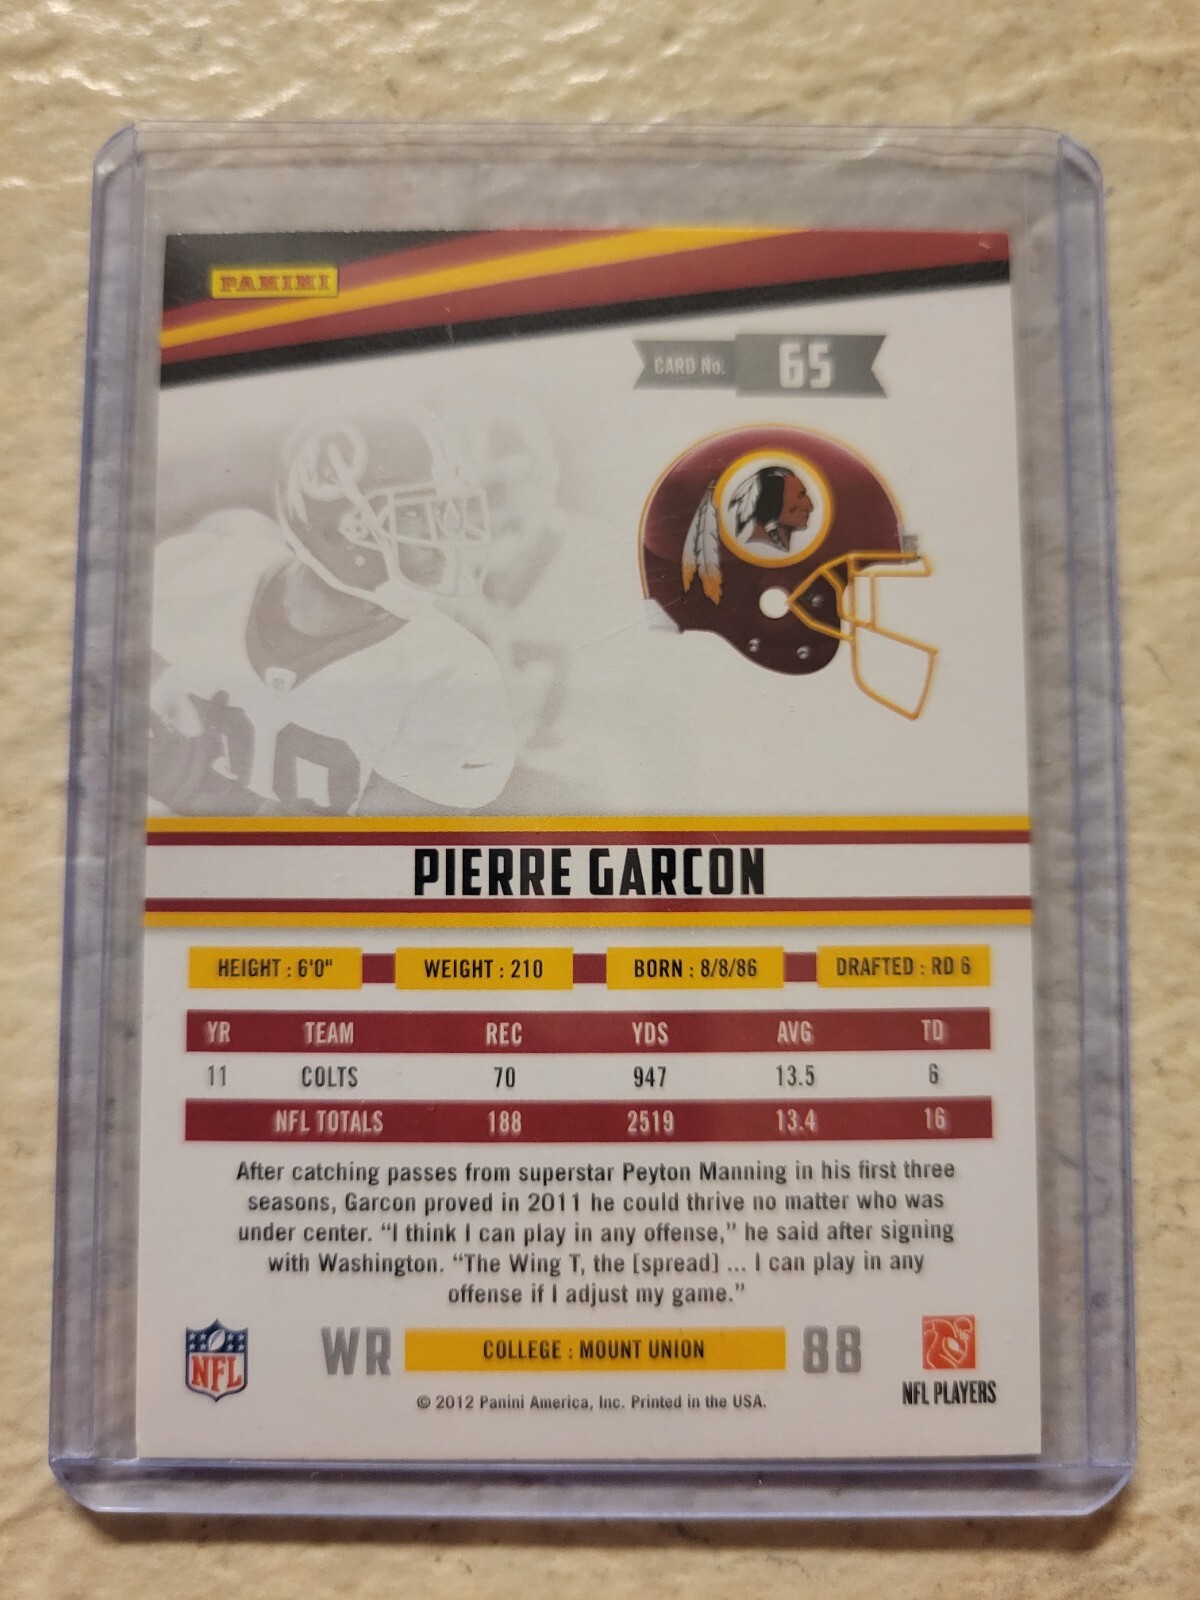 PANINI
CARD No. 65
PIERRE GARCON
HEIGHT : 6'0" WEIGHT : 210 BORN : 8/8/86 DRAFTED : RD 6
YR TEAM REC YDS AVG TD
11 COLTS 70 947 13.5 6
NFL TOTALS 188 2519 13.4 16
After catching passes from superstar Peyton Manning in his first three
seasons, Garcon proved in 2011 he could thrive no matter who was
under center. “I think I can play in any offense,” he said after signing
with Washington. “The Wing T, the [spread] ... I can play in any
offense if I adjust my game.”
NFL WR COLLEGE : MOUNT UNION 88
NFL PLAYERS
© 2012 Panini America, Inc. Printed in the USA.